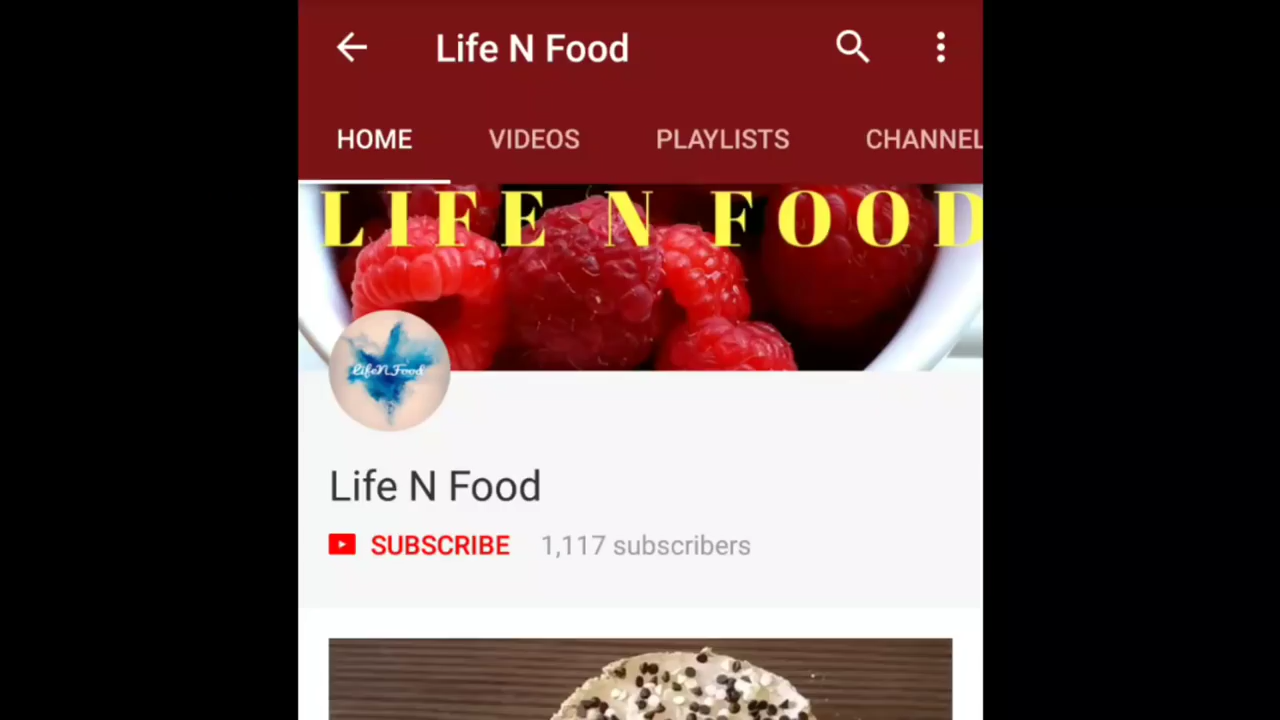 Life N Food
HOME VIDEOS PLAYLISTS CHANNEL
LIFE N FOOD
LifeN Food
Life N Food
SUBSCRIBE 1,117 subscribers